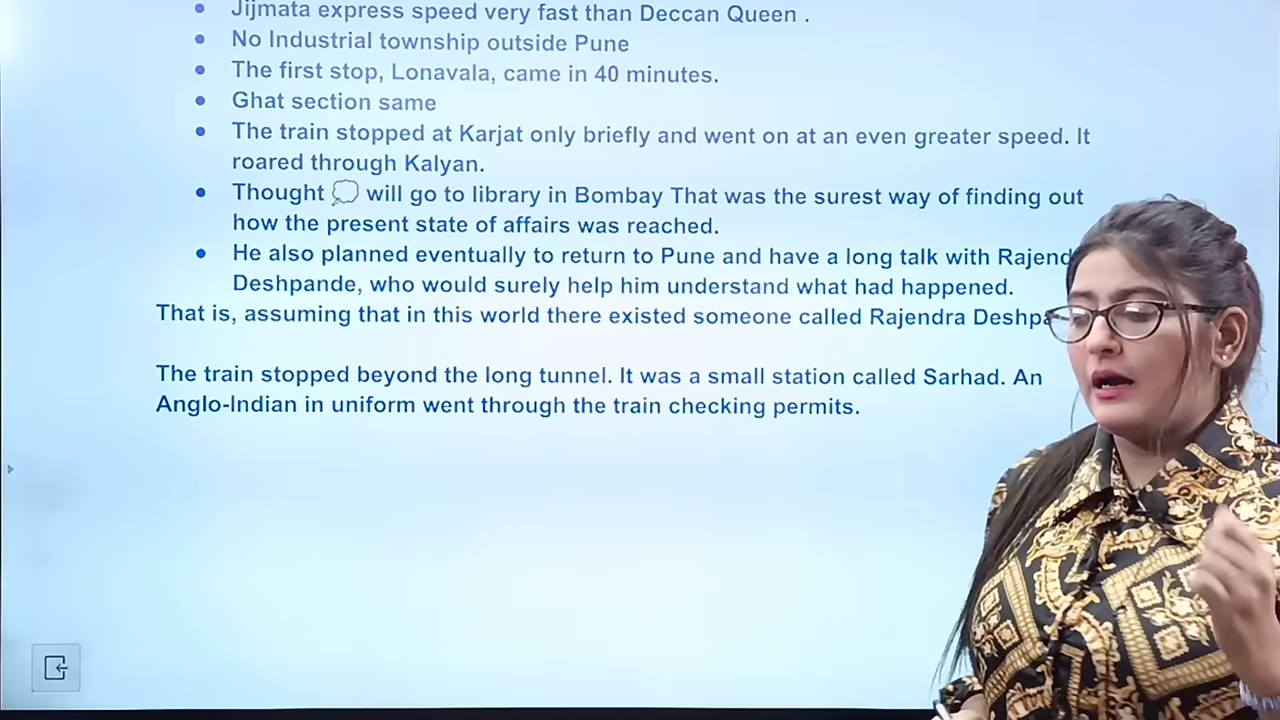 Jijmata express speed very fast than Deccan Queen .
No Industrial township outside Pune
The first stop, Lonavala, came in 40 minutes.
Ghat section same
The train stopped at Karjat only briefly and went on at an even greater speed. It
roared through Kalyan.
Thought 💭 will go to library in Bombay That was the surest way of finding out
how the present state of affairs was reached.
He also planned eventually to return to Pune and have a long talk with
Deshpande, who would surely help him understand what had happened.
That is, assuming that in this world there existed someone called Rajendra
The train stopped beyond the long tunnel. It was a small station called Sarhad. An
Anglo-Indian in uniform went through the train checking permits.